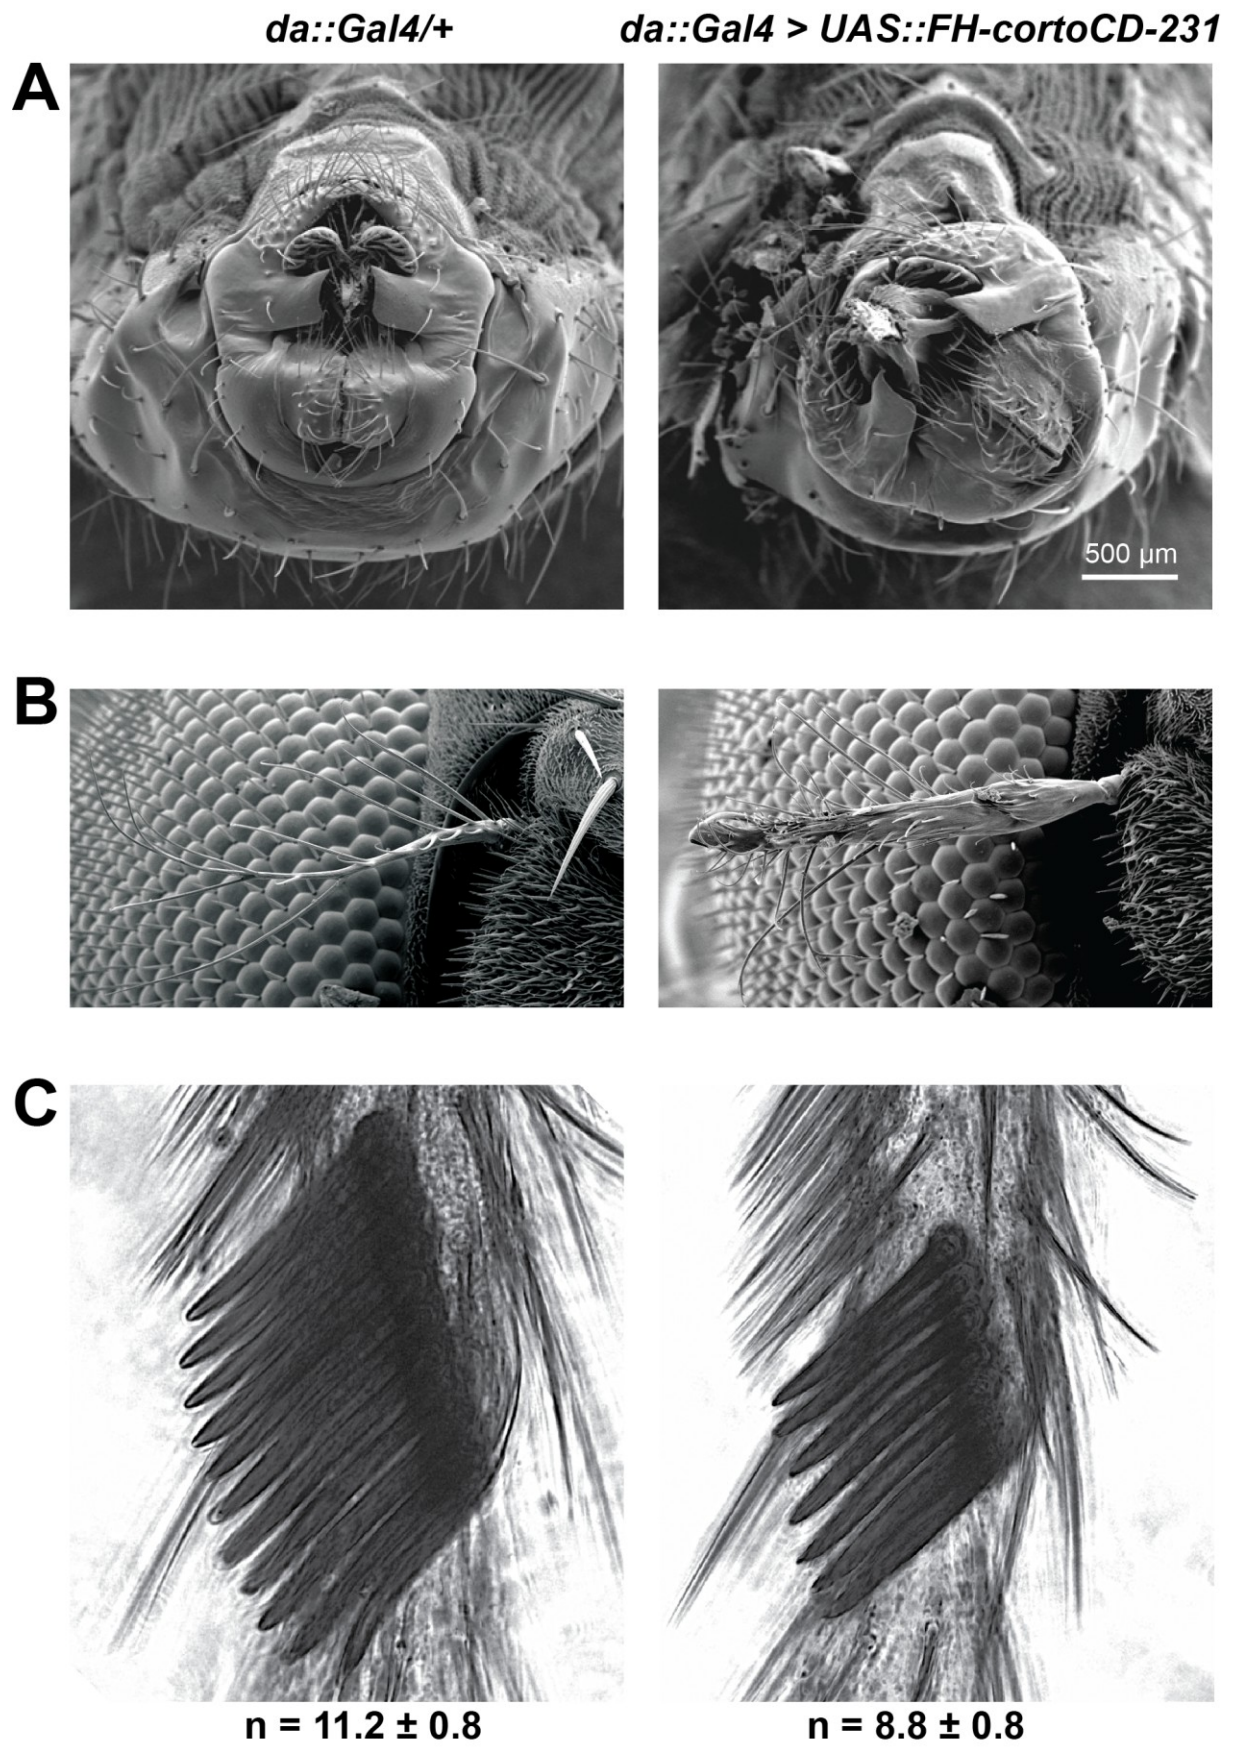 da::Gal4/+ da::Gal4 > UAS::FH-cortoCD-231
A
500 µm
B
C
n = 11.2 ± 0.8 n = 8.8 ± 0.8